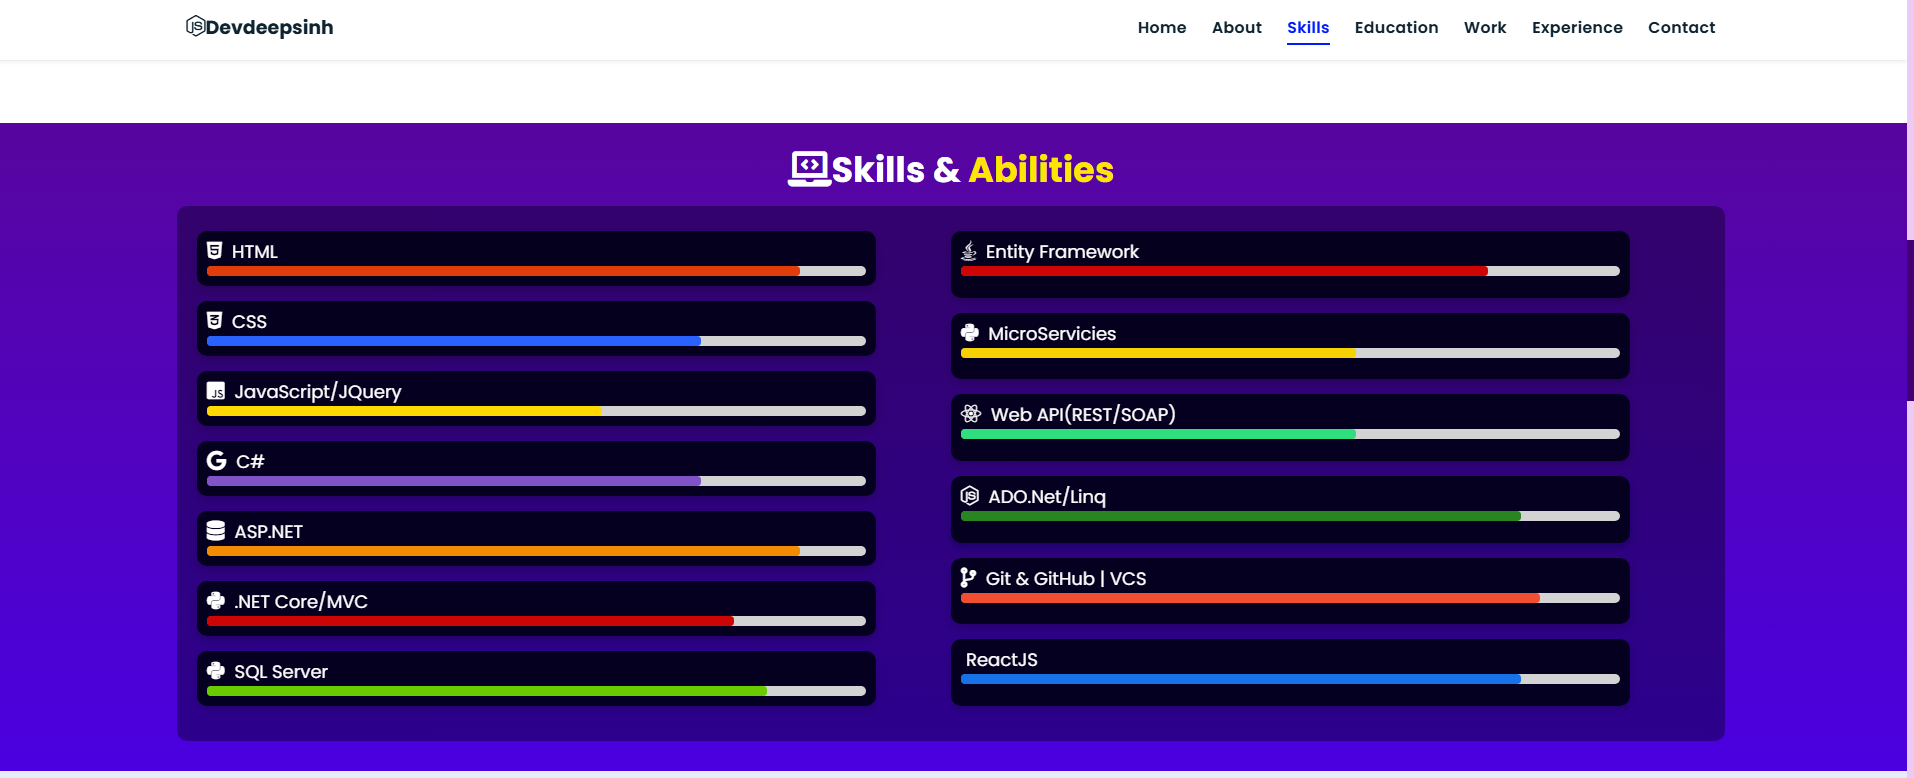 Devdeepsinh
Home About Skills Education Work Experience Contact
Skills & Abilities
HTML
CSS
JavaScript/JQuery
C#
ASP.NET
.NET Core/MVC
SQL Server
Entity Framework
MicroServicies
Web API(REST/SOAP)
ADO.Net/Linq
Git & GitHub | VCS
ReactJS